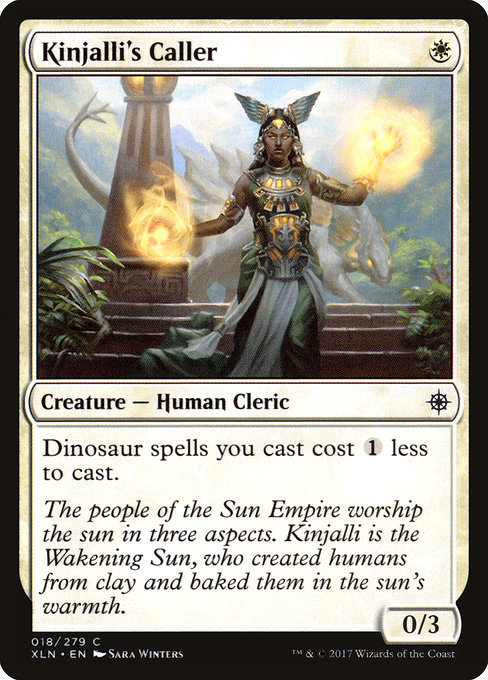 Kinjalli's Caller
Creature — Human Cleric
Dinosaur spells you cast cost 1 less
to cast.
The people of the Sun Empire worship
the sun in three aspects. Kinjalli is the
Wakening Sun, who created humans
from clay and baked them in the sun's
warmth.
0/3
018/279 C
XLN • EN Sara Winters
™ & © 2017 Wizards of the Coast